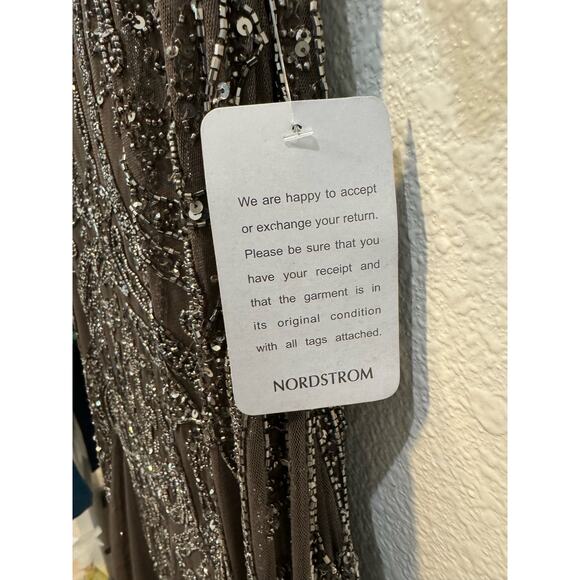 We are happy to accept
or exchange your return.
Please be sure that you
have your receipt and
that the garment is in
its original condition
with all tags attached.
NORDSTROM